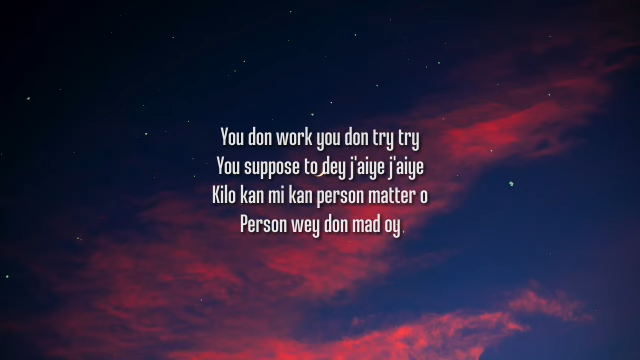 You don work you don try try
You suppose to dey j'aiye j'aiye
Kilo kan mi kan person matter o
Person wey don mad oy